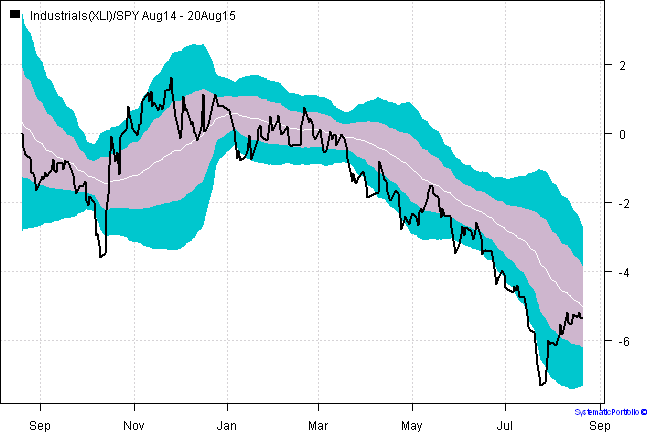 Industrials(XLI)/SPY Aug14 - 20Aug15
2
0
-2
-4
-6
SystematicPortfolio ©
Sep Nov Jan Mar May Jul Sep